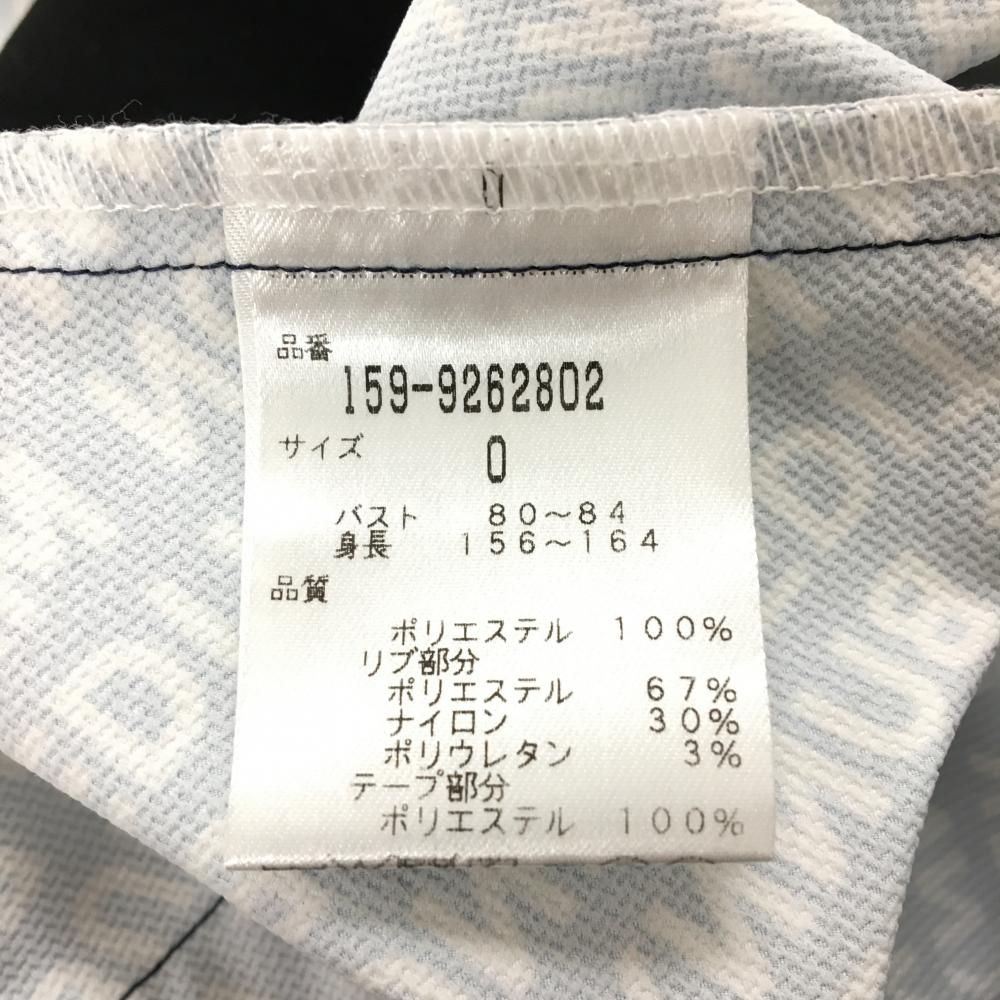 0
品番
159-9262802
サイズ 0
バスト 80～84
身長 156～164
品質
ポリエステル 100%
リブ部分
ポリエステル 67%
ナイロン 30%
ポリウレタン 3%
テープ部分
ポリエステル 100%